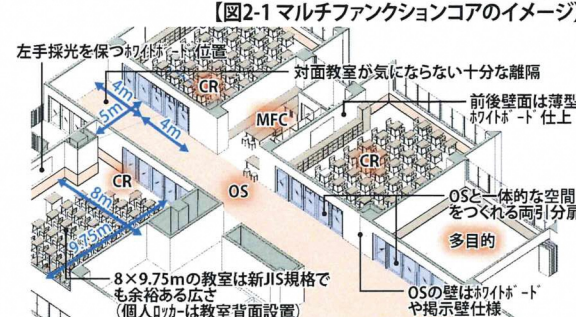 【図2-1 マルチファンクションコアのイメージ】
左手採光を保つﾎﾜｲﾄﾎﾞｰﾄﾞ位置
対面教室が気にならない十分な離隔
前後壁面は薄型
ﾎﾜｲﾄﾎﾞｰﾄﾞ仕上
CR
4m
5m
4m
MFC
CR
CR
OS
8m
9.75m
OSと一体的な空間
をつくれる両引分扉
多目的
8×9.75mの教室は新JIS規格で
も余裕ある広さ
（個人ﾛｯｶｰは教室背面設置）
OSの壁はﾎﾜｲﾄﾎﾞｰﾄﾞ
や掲示壁仕様